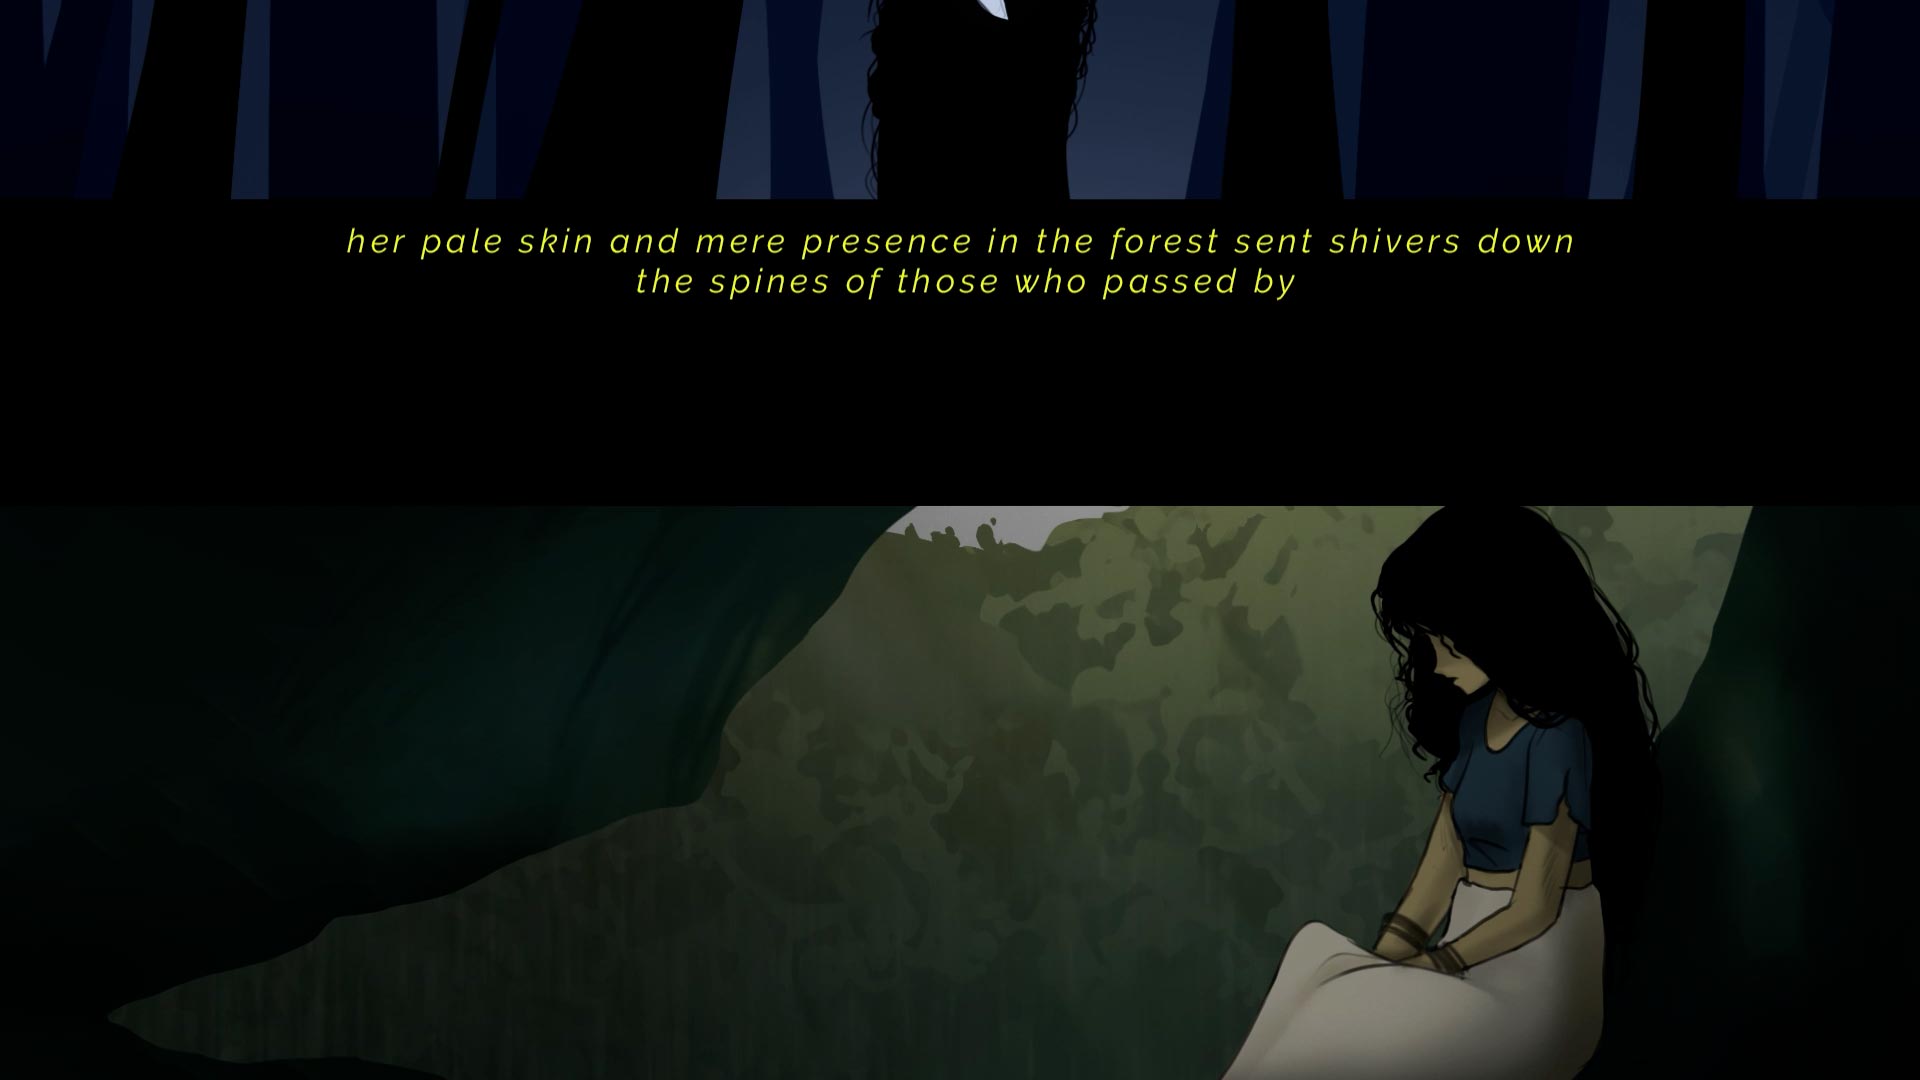 her pale skin and mere presence in the forest sent shivers down
the spines of those who passed by